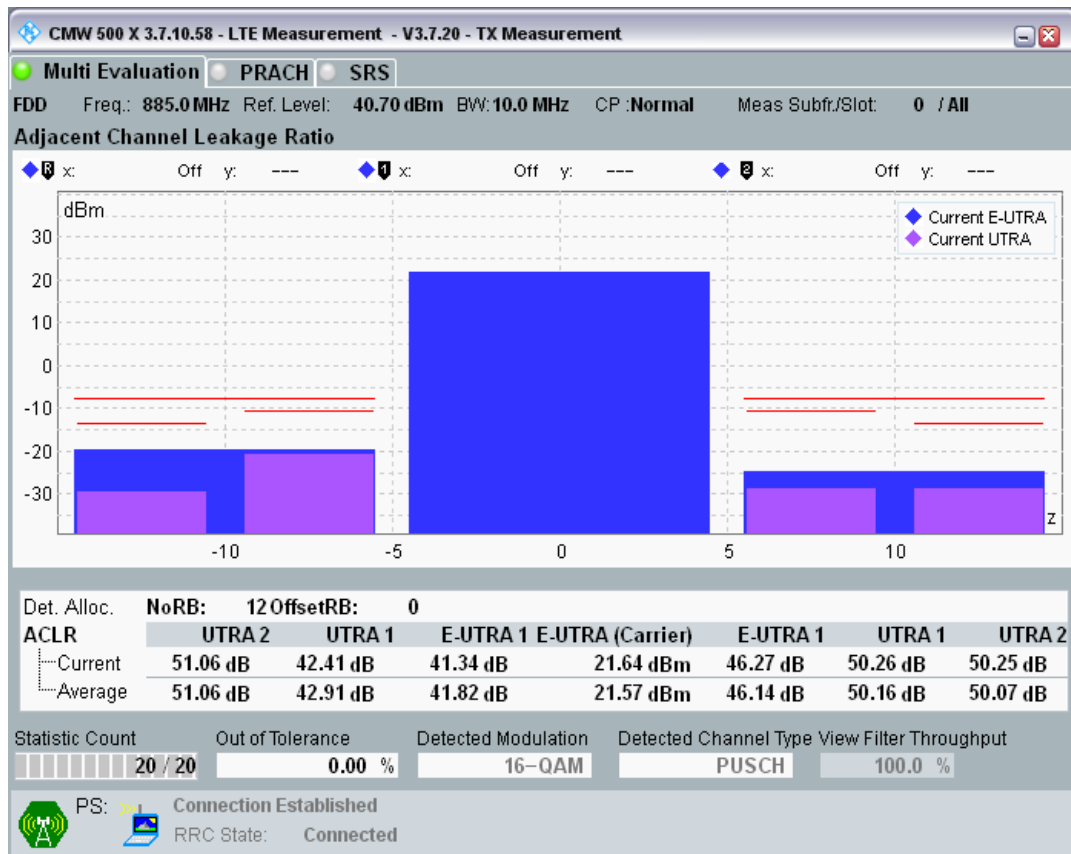 CMW 500 X 3.7.10.58 - LTE Measurement - V3.7.20 - TX Measurement
Multi Evaluation PRACH SRS
FDD Freq.: 885.0 MHz Ref. Level: 40.70 dBm BW: 10.0 MHz CP :Normal Meas Subfr./Slot: 0 / All
Adjacent Channel Leakage Ratio
R x: Off y: --- 1 x: Off y: --- 2 x: Off y: ---
dBm
Current E-UTRA
Current UTRA
30
20
10
0
-10
-20
-30
z
-10 -5 0 5 10
Det. Alloc. NoRB: 12 OffsetRB: 0
ACLR UTRA 2 UTRA 1 E-UTRA 1 E-UTRA (Carrier) E-UTRA 1 UTRA 1 UTRA 2
Current 51.06 dB 42.41 dB 41.34 dB 21.64 dBm 46.27 dB 50.26 dB 50.25 dB
Average 51.06 dB 42.91 dB 41.82 dB 21.57 dBm 46.14 dB 50.16 dB 50.07 dB
Statistic Count Out of Tolerance Detected Modulation Detected Channel Type View Filter Throughput
20 / 20 0.00 % 16-QAM PUSCH 100.0 %
PS: Connection Established
RRC State: Connected